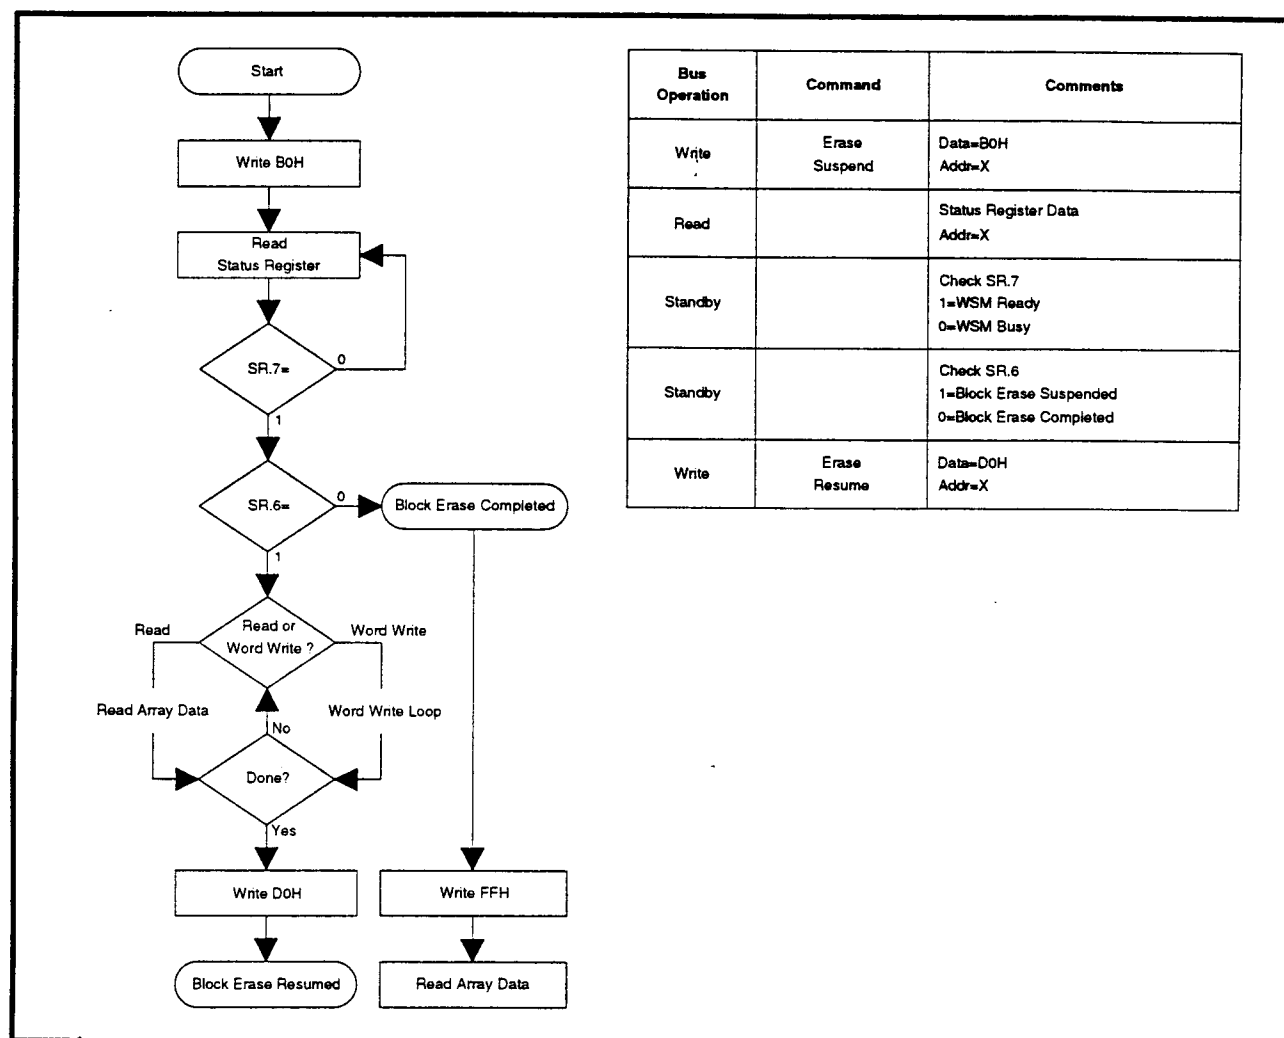 Start
Write B0H
Read
Status Register
SR.7=
0
1
SR.6=
0
Block Erase Completed
1
Read
Read or
Word Write ?
Word Write
Read Array Data
Word Write Loop
No
Done?
Yes
Write D0H
Write FFH
Block Erase Resumed
Read Array Data
Bus
Operation
Command
Comments
Write
Erase
Suspend
Data=B0H
Addr=X
Read
Status Register Data
Addr=X
Standby
Check SR.7
1=WSM Ready
0=WSM Busy
Standby
Check SR.6
1=Block Erase Suspended
0=Block Erase Completed
Write
Erase
Resume
Data=D0H
Addr=X